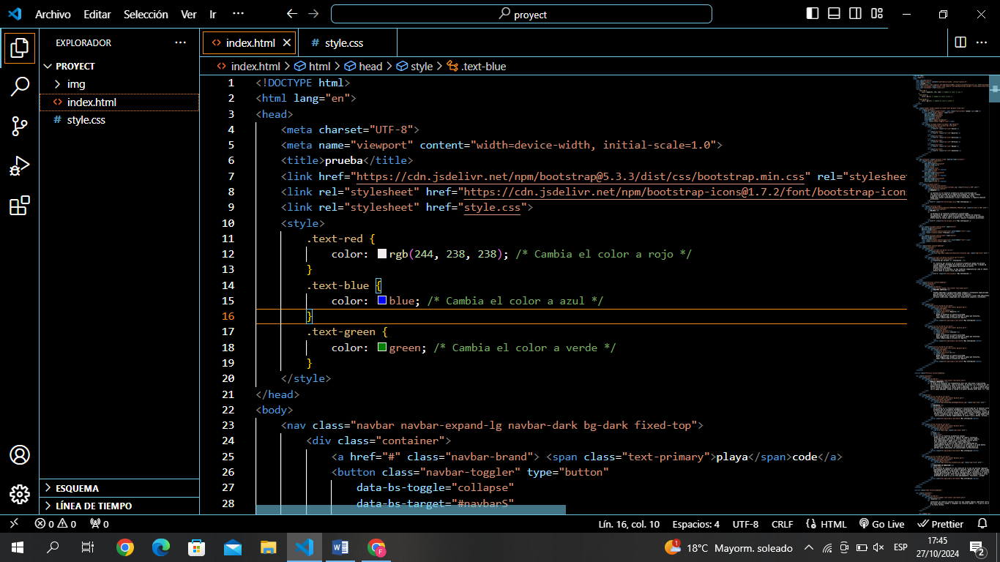 Archivo Editar Selección Ver Ir ··· proyect
EXPLORADOR ···
PROYECT
img
index.html
style.css
ESQUEMA
LÍNEA DE TIEMPO
index.html style.css
index.html > html > head > style > .text-blue
1 <!DOCTYPE html>
2 <html lang="en">
3 <head>
4 <meta charset="UTF-8">
5 <meta name="viewport" content="width=device-width, initial-scale=1.0">
6 <title>prueba</title>
7 <link href="https://cdn.jsdelivr.net/npm/bootstrap@5.3.3/dist/css/bootstrap.min.css" rel="stylesheet
8 <link rel="stylesheet" href="https://cdn.jsdelivr.net/npm/bootstrap-icons@1.7.2/font/bootstrap-icons
9 <link rel="stylesheet" href="style.css">
10 <style>
11 .text-red {
12 color: rgb(244, 238, 238); /* Cambia el color a rojo */
13 }
14 .text-blue {
15 color: blue; /* Cambia el color a azul */
16 }
17 .text-green {
18 color: green; /* Cambia el color a verde */
19 }
20 </style>
21 </head>
22 <body>
23 <nav class="navbar navbar-expand-lg navbar-dark bg-dark fixed-top">
24 <div class="container">
25 <a href="#" class="navbar-brand"> <span class="text-primary">playa</span>code</a>
26 <button class="navbar-toggler" type="button"
27 data-bs-toggle="collapse"
28 data-bs-target="#navbarS"
0 0 0 Lín. 16, col. 10 Espacios: 4 UTF-8 CRLF HTML Go Live Prettier
1 18°C Mayorm. soleado ESP 17:45
27/10/2024 2